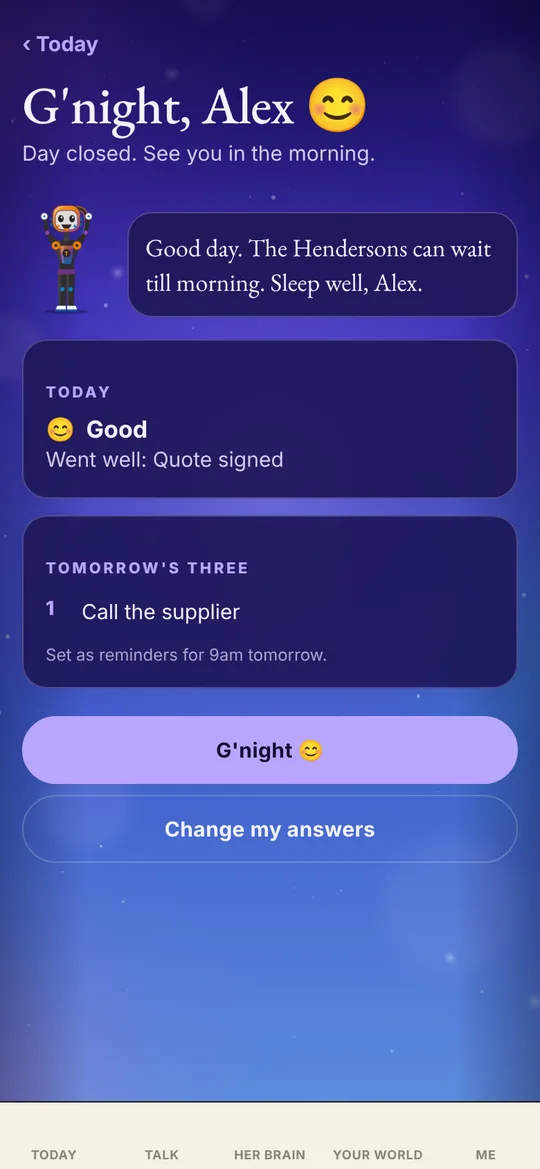 ‹ Today
G'night, Alex 😊
Day closed. See you in the morning.
Good day. The Hendersons can wait
till morning. Sleep well, Alex.
TODAY
😊 Good
Went well: Quote signed
TOMORROW'S THREE
1 Call the supplier
Set as reminders for 9am tomorrow.
G'night 😊
Change my answers
TODAY TALK HER BRAIN YOUR WORLD ME